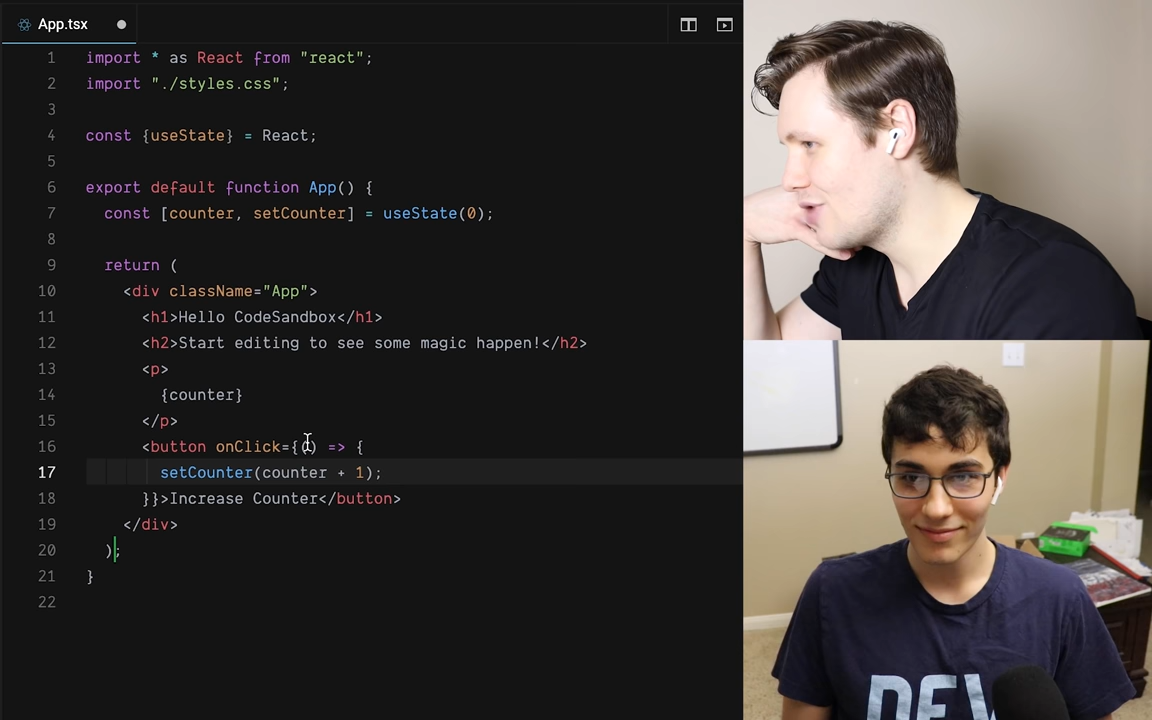 App.tsx
1 import * as React from "react";
2 import "./styles.css";
3
4 const {useState} = React;
5
6 export default function App() {
7 const [counter, setCounter] = useState(0);
8
9 return (
10 <div className="App">
11 <h1>Hello CodeSandbox</h1>
12 <h2>Start editing to see some magic happen!</h2>
13 <p>
14 {counter}
15 </p>
16 <button onClick={() => {
17 setCounter(counter + 1);
18 }}>Increase Counter</button>
19 </div>
20 );
21 }
22
DEV